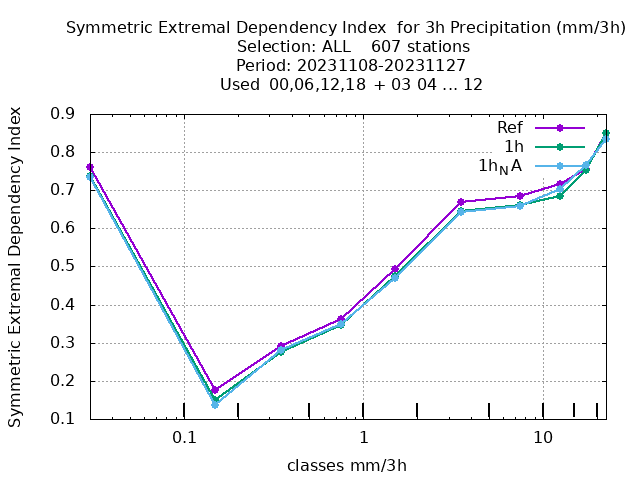 Symmetric Extremal Dependency Index for 3h Precipitation (mm/3h)
Selection: ALL 607 stations
Period: 20231108-20231127
Used 00,06,12,18 + 03 04 ... 12
Symmetric Extremal Dependency Index
0.9
0.8
0.7
0.6
0.5
0.4
0.3
0.2
0.1
Ref
1h
1hNA
0.1 1 10
classes mm/3h